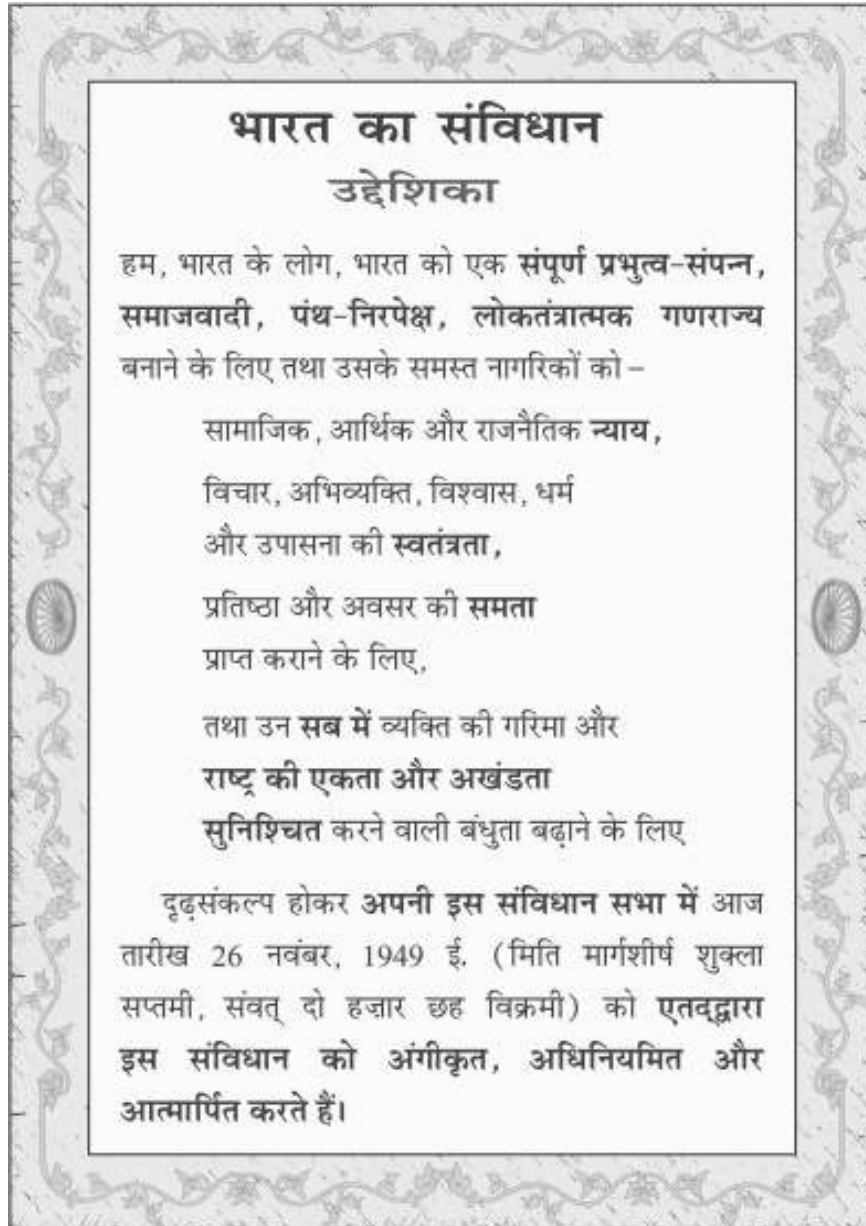 भारत का संविधान
उद्देशिका
हम, भारत के लोग, भारत को एक संपूर्ण प्रभुत्व-संपन्न,
समाजवादी, पंथ-निरपेक्ष, लोकतंत्रात्मक गणराज्य
बनाने के लिए तथा उसके समस्त नागरिकों को –
सामाजिक, आर्थिक और राजनैतिक न्याय,
विचार, अभिव्यक्ति, विश्वास, धर्म
और उपासना की स्वतंत्रता,
प्रतिष्ठा और अवसर की समता
प्राप्त कराने के लिए,
तथा उन सब में व्यक्ति की गरिमा और
राष्ट्र की एकता और अखंडता
सुनिश्चित करने वाली बंधुता बढ़ाने के लिए
दृढ़संकल्प होकर अपनी इस संविधान सभा में आज
तारीख 26 नवंबर, 1949 ई. (मिति मार्गशीर्ष शुक्ला
सप्तमी, संवत् दो हज़ार छह विक्रमी) को एतद्द्वारा
इस संविधान को अंगीकृत, अधिनियमित और
आत्मार्पित करते हैं।